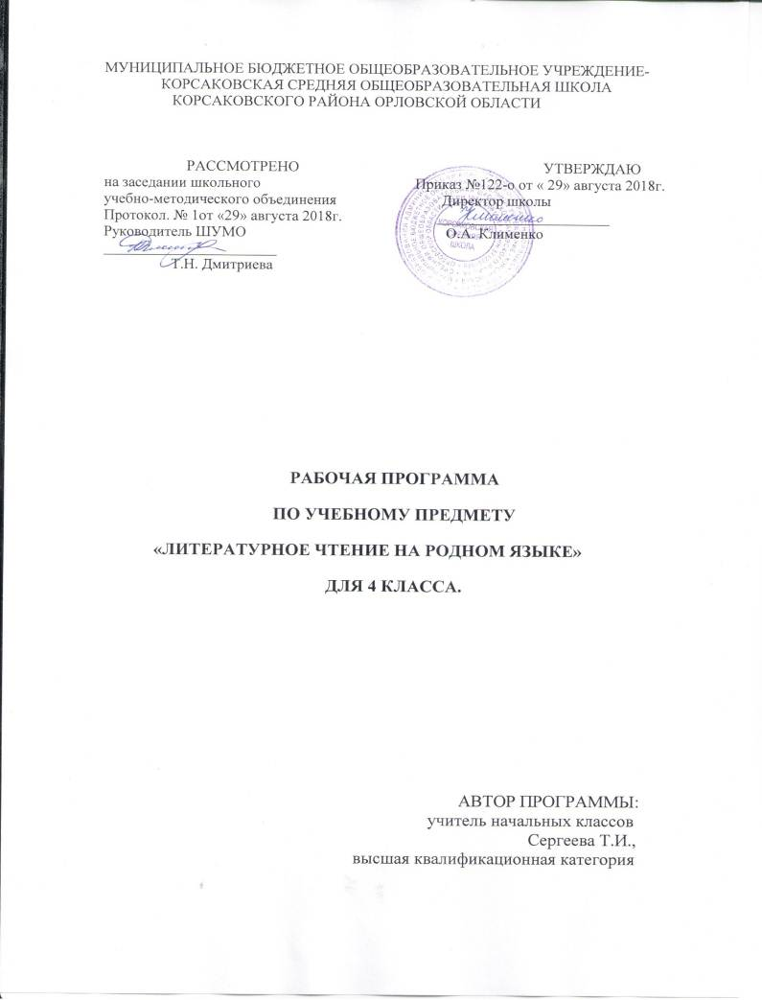 МУНИЦИПАЛЬНОЕ БЮДЖЕТНОЕ ОБЩЕОБРАЗОВАТЕЛЬНОЕ УЧРЕЖДЕНИЕ-
КОРСАКОВСКАЯ СРЕДНЯЯ ОБЩЕОБРАЗОВАТЕЛЬНАЯ ШКОЛА
КОРСАКОВСКОГО РАЙОНА ОРЛОВСКОЙ ОБЛАСТИ
РАССМОТРЕНО
на заседании школьного
учебно-методического объединения
Протокол. № 1от «29» августа 2018г.
Руководитель ШУМО
Т.Н. Дмитриева
УТВЕРЖДАЮ
Приказ №122-о от « 29» августа 2018г.
Директор школы
О.А. Клименко
КОРСАКОВСКАЯ
ШКОЛА
РАБОЧАЯ ПРОГРАММА
ПО УЧЕБНОМУ ПРЕДМЕТУ
«ЛИТЕРАТУРНОЕ ЧТЕНИЕ НА РОДНОМ ЯЗЫКЕ»
ДЛЯ 4 КЛАССА.
АВТОР ПРОГРАММЫ:
учитель начальных классов
Сергеева Т.И.,
высшая квалификационная категория